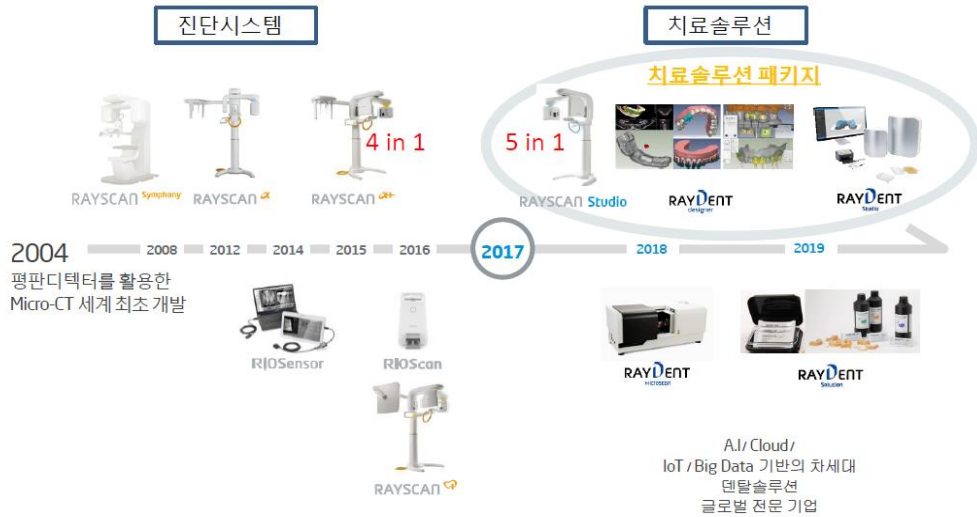 진단시스템
치료솔루션
치료솔루션 패키지
4 in 1
5 in 1
RAYSCAN Symphony
RAYSCAN α
RAYSCAN α+
RAYSCAN Studio
RAYDENT
designer
RAYDENT
Studio
2004
2008
2012
2014
2015
2016
2017
2018
2019
평판디텍터를 활용한
Micro-CT 세계 최초 개발
RIOSensor
RIOScan
RAYSCAN
RAYDENT
Microscan
RAYDENT
Solution
A.I/ Cloud/
IoT / Big Data 기반의 차세대
덴탈솔루션
글로벌 전문 기업